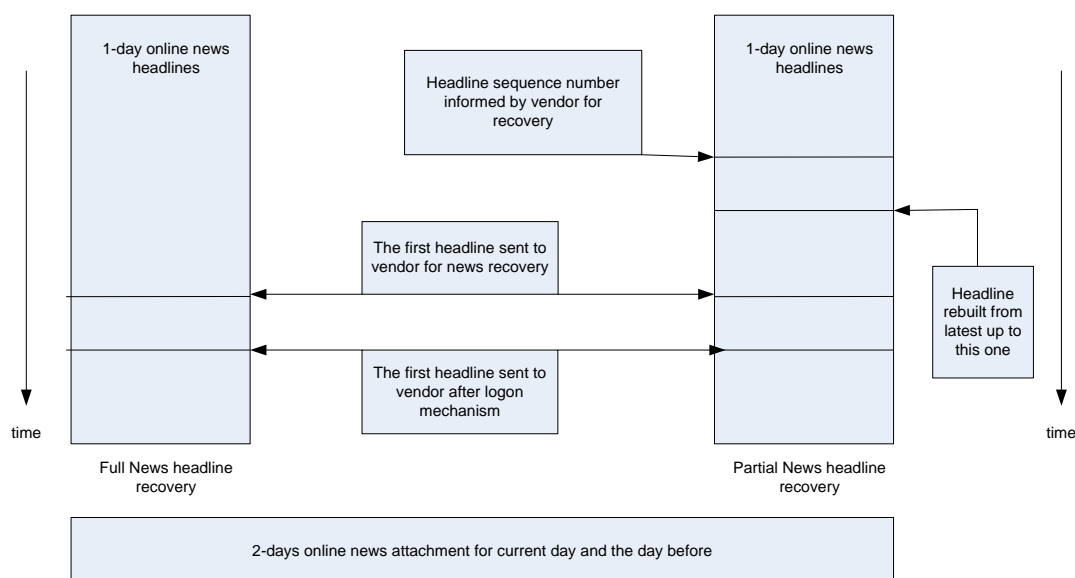 1-day online news
headlines
Headline sequence number
informed by vendor for
recovery
1-day online news
headlines
The first headline sent to
vendor for news recovery
Headline
rebuilt from
latest up to
this one
The first headline sent to
vendor after logon
mechanism
time
time
Full News headline
recovery
Partial News headline
recovery
2-days online news attachment for current day and the day before